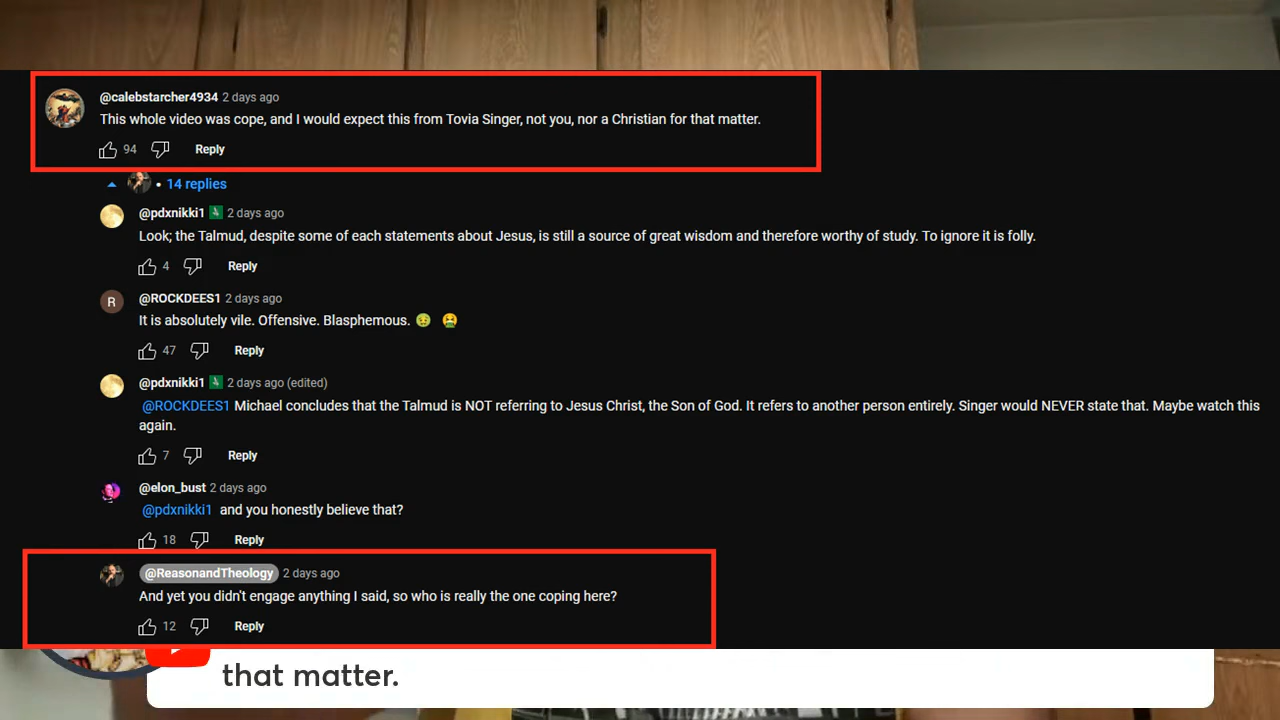 @calebstarcher4934 2 days ago
This whole video was cope, and I would expect this from Tovia Singer, not you, nor a Christian for that matter.
94 Reply
• 14 replies
@pdxnikki1 2 days ago
Look; the Talmud, despite some of each statements about Jesus, is still a source of great wisdom and therefore worthy of study. To ignore it is folly.
4 Reply
R
@ROCKDEES1 2 days ago
It is absolutely vile. Offensive. Blasphemous. 🤢 🤮
47 Reply
@pdxnikki1 2 days ago (edited)
@ROCKDEES1 Michael concludes that the Talmud is NOT referring to Jesus Christ, the Son of God. It refers to another person entirely. Singer would NEVER state that. Maybe watch this
again.
7 Reply
@elon_bust 2 days ago
@pdxnikki1 and you honestly believe that?
18 Reply
@ReasonandTheology 2 days ago
And yet you didn't engage anything I said, so who is really the one coping here?
12 Reply
that matter.